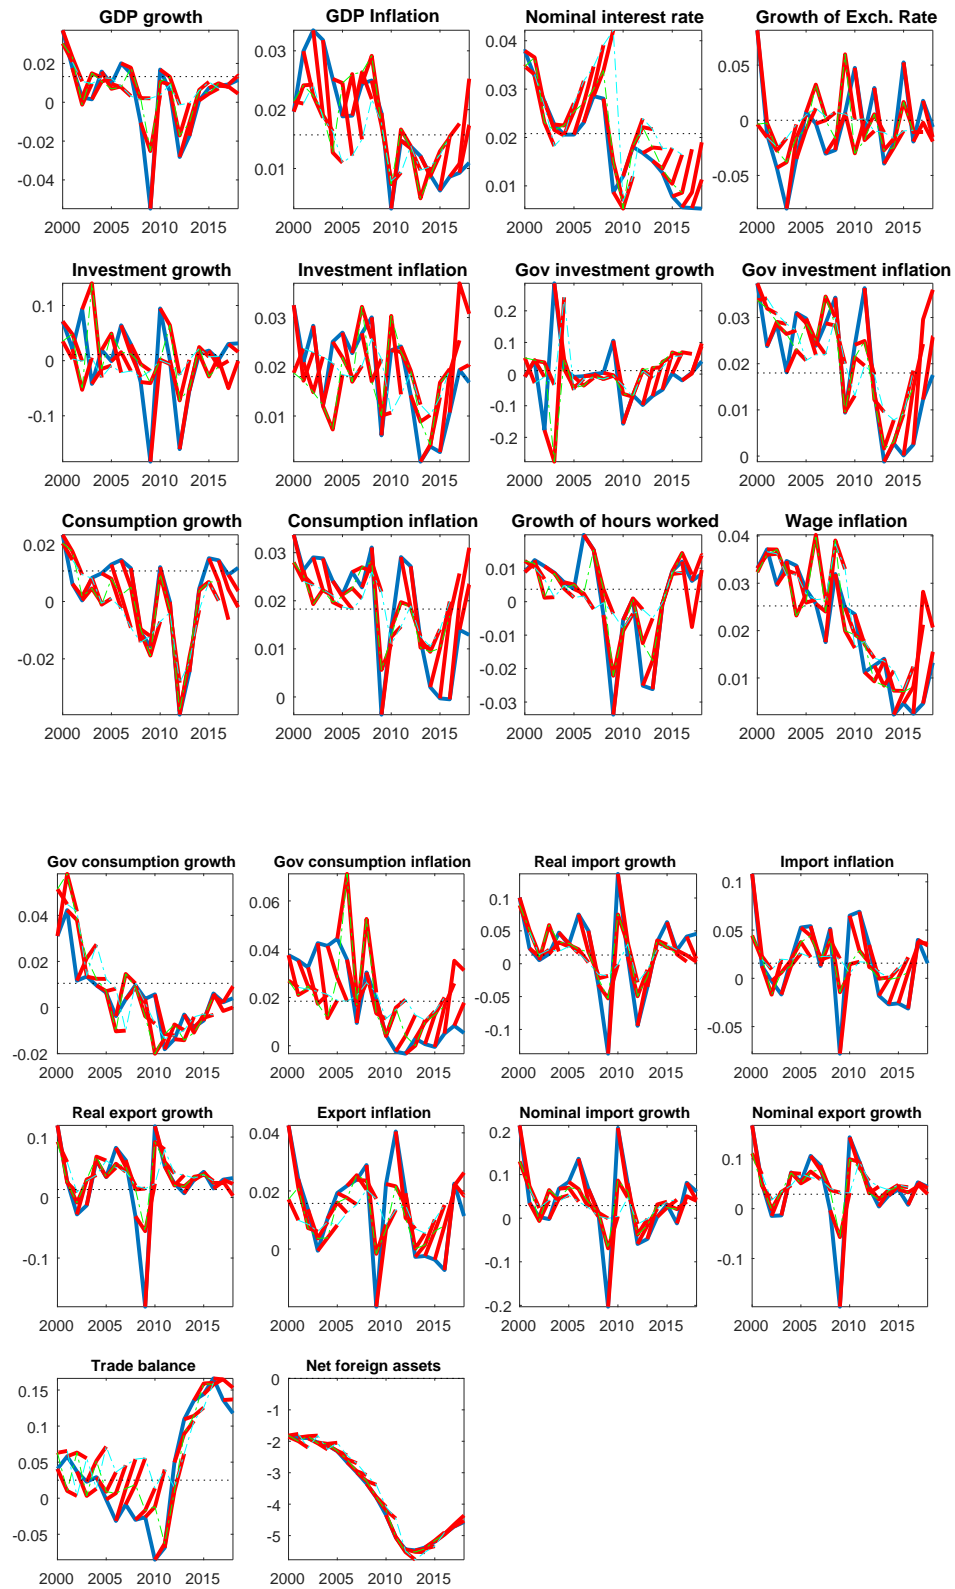 GDP growth
0.02
0
-0.02
-0.04
2000 2005 2010 2015
GDP Inflation
0.03
0.02
0.01
2000 2005 2010 2015
Nominal interest rate
0.04
0.03
0.02
0.01
2000 2005 2010 2015
Growth of Exch. Rate
0.05
0
-0.05
2000 2005 2010 2015
Investment growth
0.1
0
-0.1
2000 2005 2010 2015
Investment inflation
0.03
0.02
0.01
2000 2005 2010 2015
Gov investment growth
0.2
0.1
0
-0.1
-0.2
2000 2005 2010 2015
Gov investment inflation
0.03
0.02
0.01
0
2000 2005 2010 2015
Consumption growth
0.02
0
-0.02
2000 2005 2010 2015
Consumption inflation
0.03
0.02
0.01
0
2000 2005 2010 2015
Growth of hours worked
0.01
0
-0.01
-0.02
-0.03
2000 2005 2010 2015
Wage inflation
0.04
0.03
0.02
0.01
2000 2005 2010 2015
Gov consumption growth
0.04
0.02
0
-0.02
2000 2005 2010 2015
Gov consumption inflation
0.06
0.04
0.02
0
2000 2005 2010 2015
Real import growth
0.1
0.05
0
-0.05
-0.1
2000 2005 2010 2015
Import inflation
0.1
0.05
0
-0.05
2000 2005 2010 2015
Real export growth
0.1
0
-0.1
2000 2005 2010 2015
Export inflation
0.04
0.02
0
2000 2005 2010 2015
Nominal import growth
0.2
0.1
0
-0.1
-0.2
2000 2005 2010 2015
Nominal export growth
0.1
0
-0.1
2000 2005 2010 2015
Trade balance
0.15
0.1
0.05
0
-0.05
2000 2005 2010 2015
Net foreign assets
0
-1
-2
-3
-4
-5
2000 2005 2010 2015